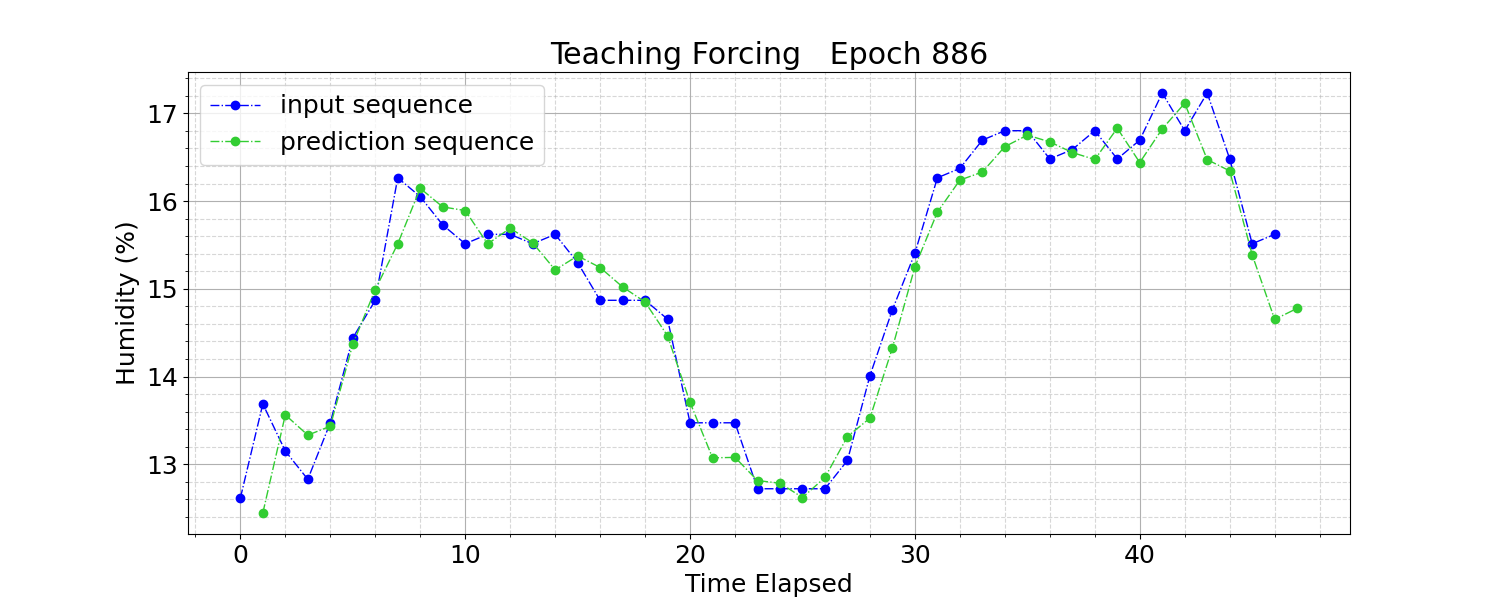 Teaching Forcing   Epoch 886
input sequence
prediction sequence
Humidity (%)
17
16
15
14
13
0 10 20 30 40
Time Elapsed